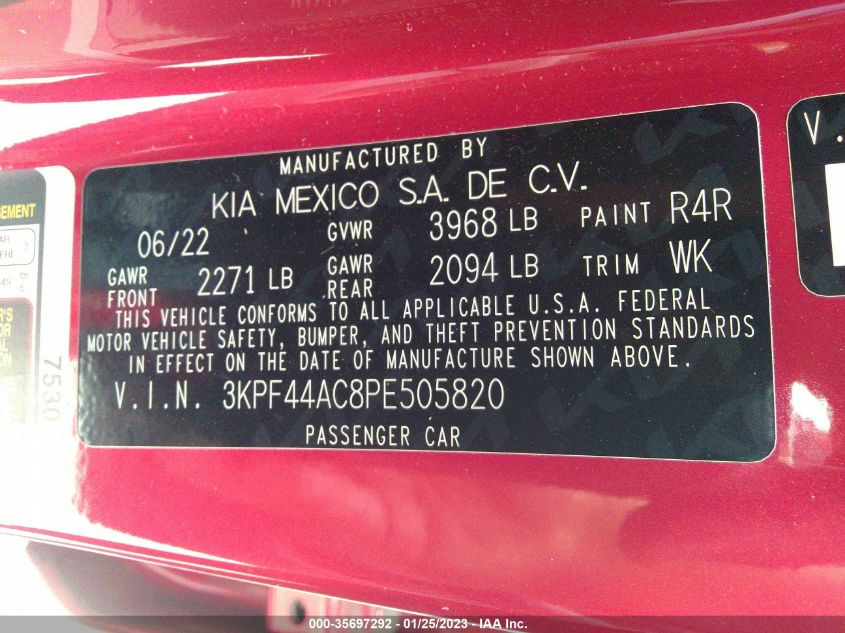 MANUFACTURED BY
KIA MEXICO S.A. DE C.V.
06/22 GVWR 3968 LB PAINT R4R
GAWR FRONT 2271 LB GAWR REAR 2094 LB TRIM WK
THIS VEHICLE CONFORMS TO ALL APPLICABLE U.S.A. FEDERAL
MOTOR VEHICLE SAFETY, BUMPER, AND THEFT PREVENTION STANDARDS
IN EFFECT ON THE DATE OF MANUFACTURE SHOWN ABOVE.
V.I.N. 3KPF44AC8PE505820
PASSENGER CAR
7530
V.
000-35697292 - 01/25/2023 - IAA Inc.